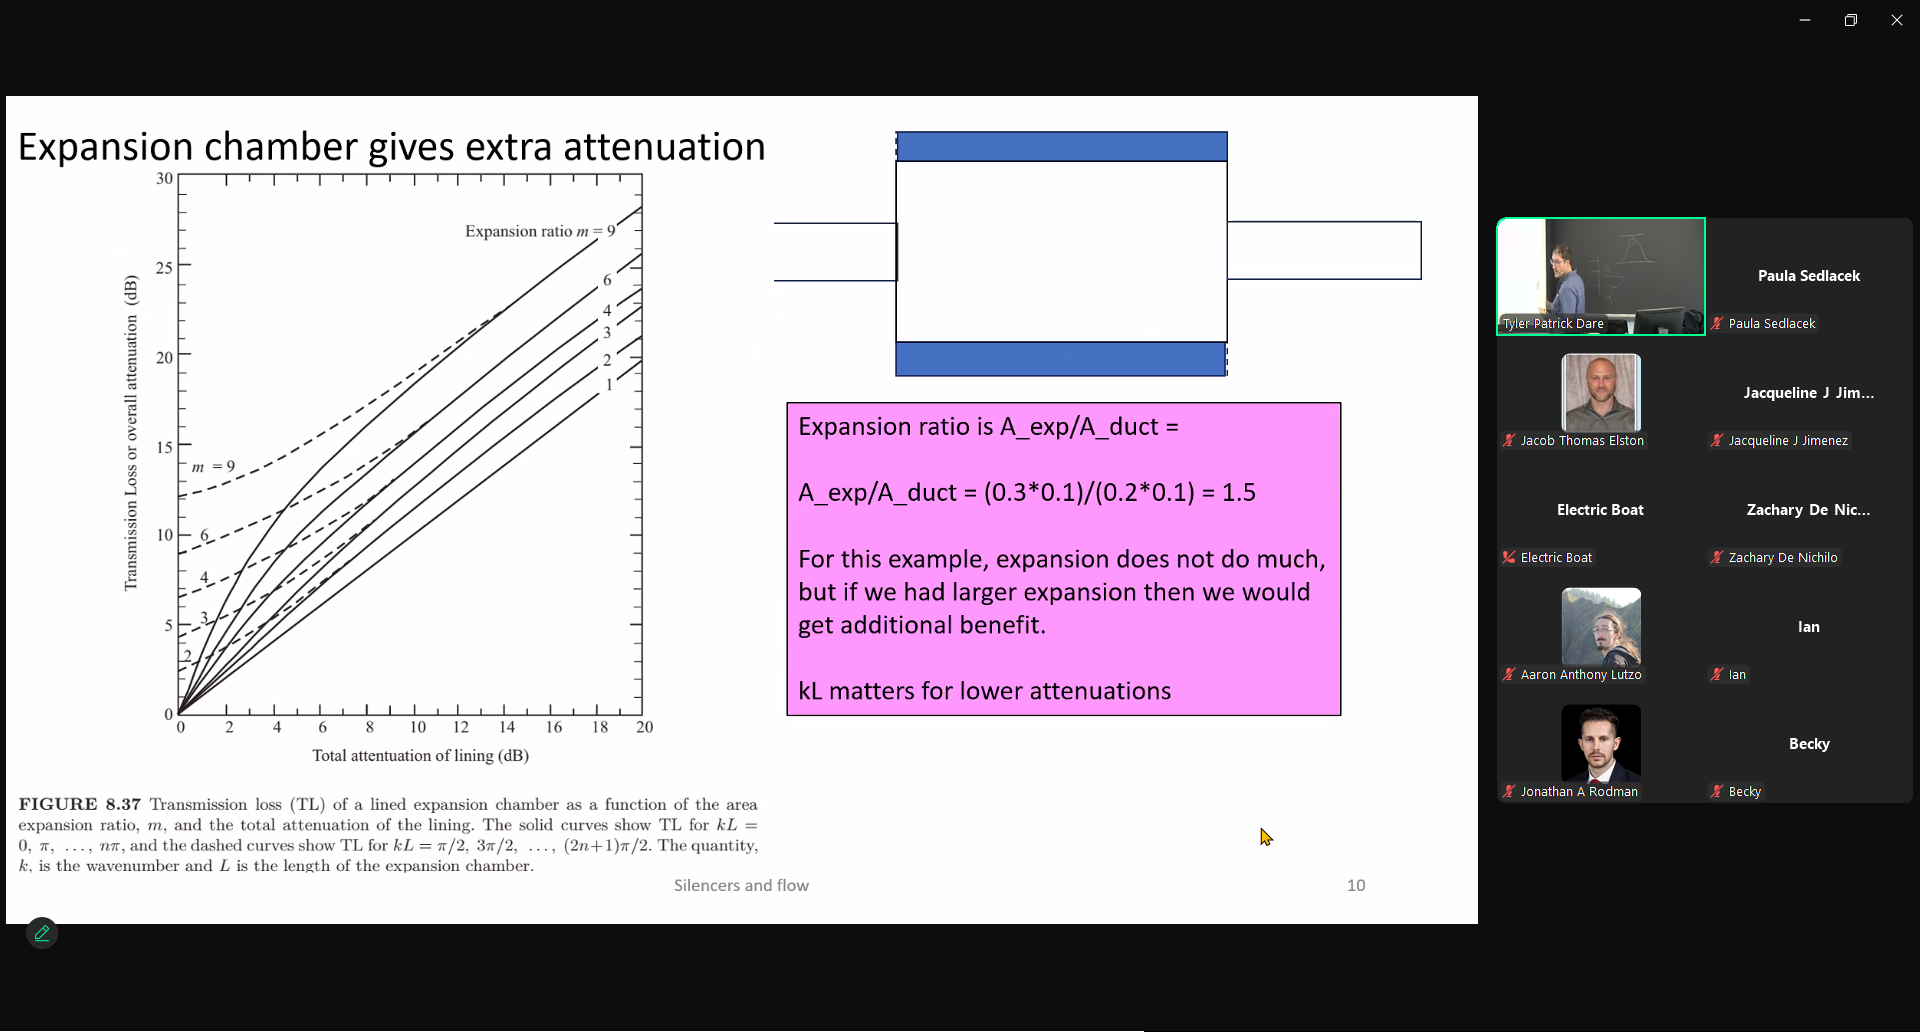 Expansion chamber gives extra attenuation
30
25
20
15
10
5
0
Transmission Loss or overall attenuation (dB)
Expansion ratio m = 9
6
4
3
2
1
m = 9
6
4
3
2
0 2 4 6 8 10 12 14 16 18 20
Total attentuation of lining (dB)
FIGURE 8.37 Transmission loss (TL) of a lined expansion chamber as a function of the area
expansion ratio, m, and the total attenuation of the lining. The solid curves show TL for kL =
0, π, ..., nπ, and the dashed curves show TL for kL = π/2, 3π/2, ..., (2n+1)π/2. The quantity,
k, is the wavenumber and L is the length of the expansion chamber.
Expansion ratio is A_exp/A_duct =
A_exp/A_duct = (0.3*0.1)/(0.2*0.1) = 1.5
For this example, expansion does not do much,
but if we had larger expansion then we would
get additional benefit.
kL matters for lower attenuations
Silencers and flow
10
Tyler Patrick Dare
Paula Sedlacek
Paula Sedlacek
Jacob Thomas Elston
Jacqueline J Jim...
Jacqueline J Jimenez
Electric Boat
Electric Boat
Zachary De Nic...
Zachary De Nichilo
Aaron Anthony Lutzo
Ian
Ian
Jonathan A Rodman
Becky
Becky